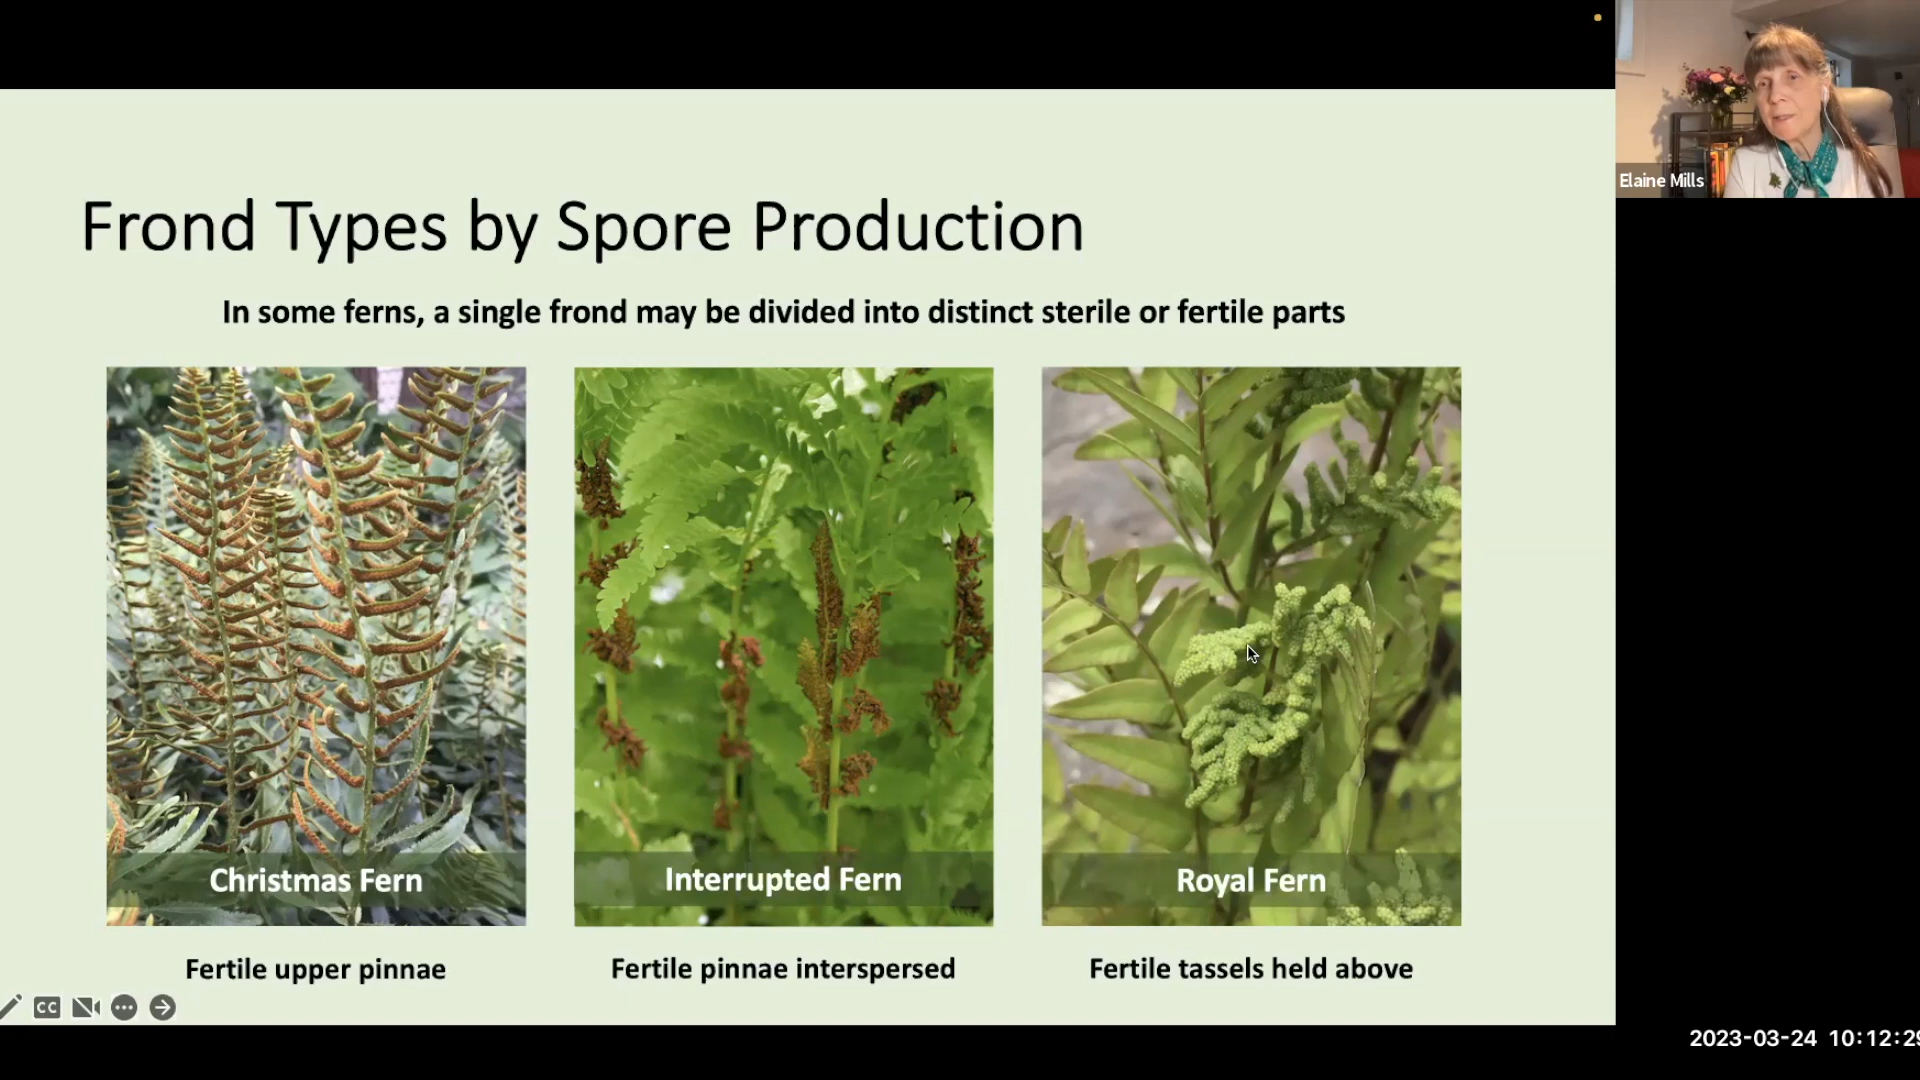 Elaine Mills
Frond Types by Spore Production
In some ferns, a single frond may be divided into distinct sterile or fertile parts
Christmas Fern
Interrupted Fern
Royal Fern
Fertile upper pinnae
Fertile pinnae interspersed
Fertile tassels held above
CC
2023-03-24 10:12:29